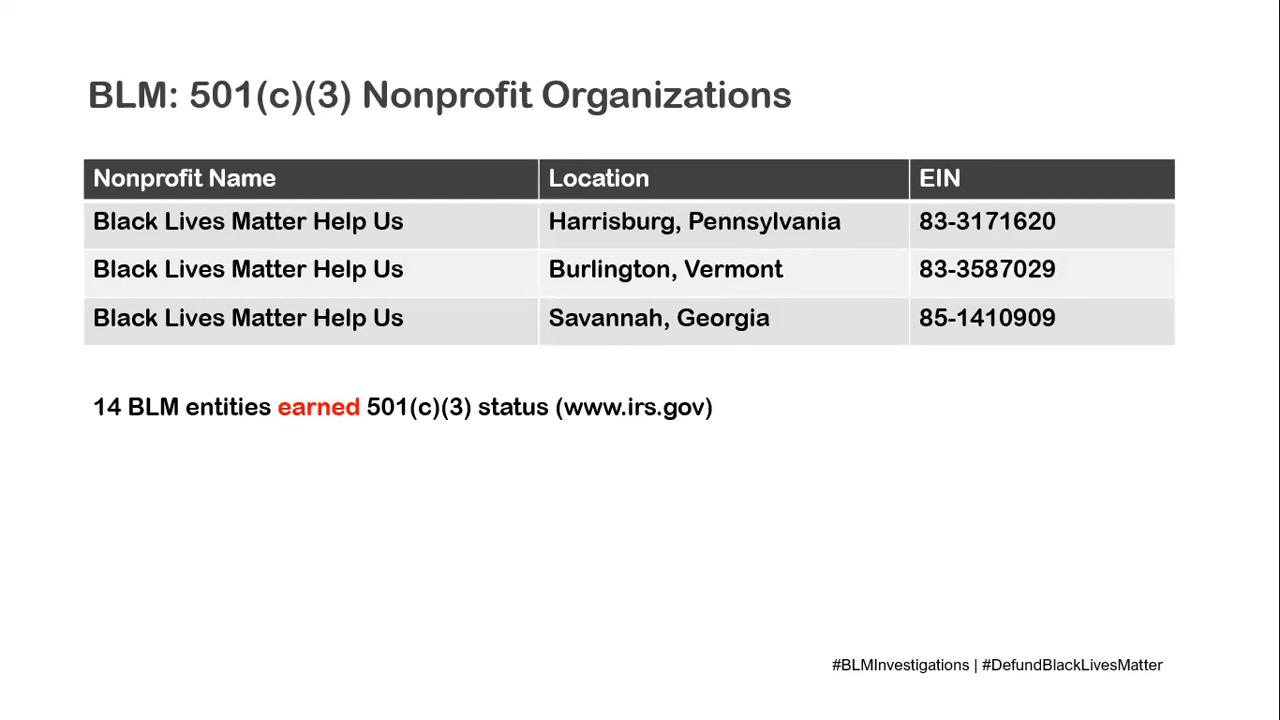 BLM: 501(c)(3) Nonprofit Organizations
Nonprofit Name Location EIN
Black Lives Matter Help Us Harrisburg, Pennsylvania 83-3171620
Black Lives Matter Help Us Burlington, Vermont 83-3587029
Black Lives Matter Help Us Savannah, Georgia 85-1410909
14 BLM entities earned 501(c)(3) status (www.irs.gov)
#BLMInvestigations | #DefundBlackLivesMatter